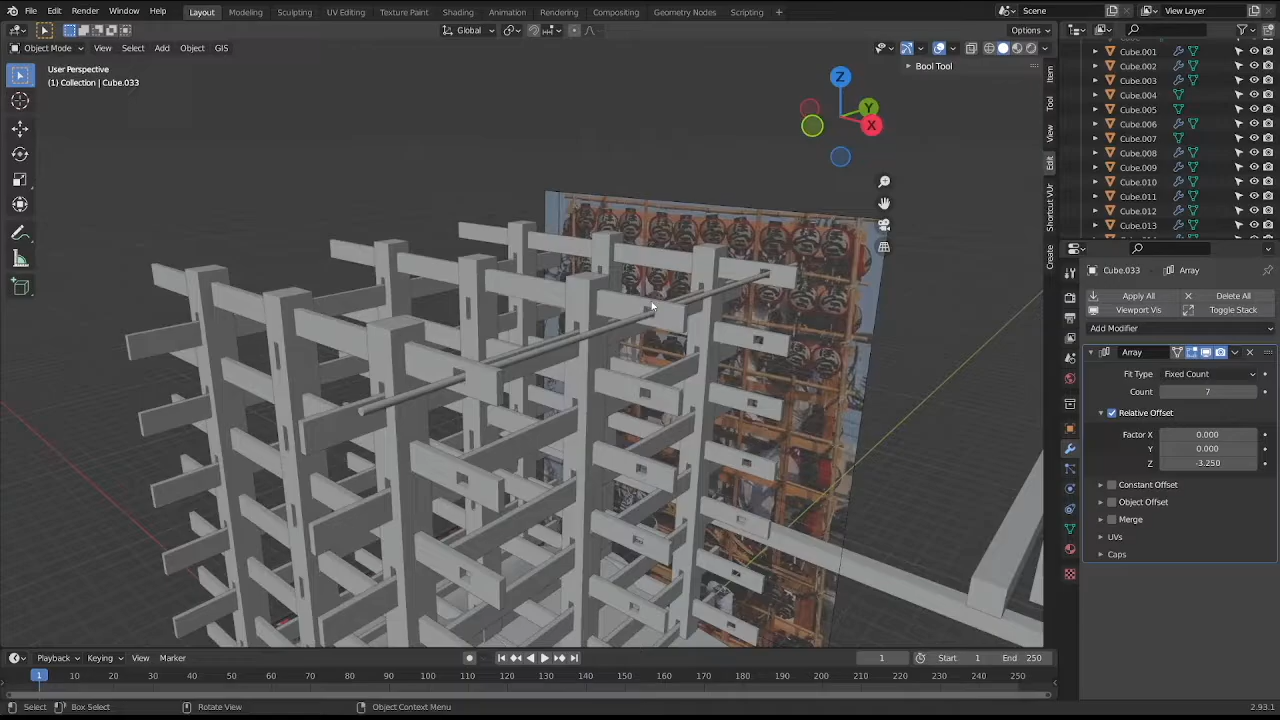 File Edit Render Window Help
Layout Modeling Sculpting UV Editing Texture Paint Shading Animation Rendering Compositing Geometry Nodes Scripting +
Scene View Layer
Global Options
Object Mode View Select Add Object GIS
User Perspective
(1) Collection | Cube.033
Bool Tool
Z
Y
X
Item
Tool
View
Edit
Shortcut VUr
Create
Cube.001
Cube.002
Cube.003
Cube.004
Cube.005
Cube.006
Cube.007
Cube.008
Cube.009
Cube.010
Cube.011
Cube.012
Cube.013
Cube.033 Array
Apply All Delete All
Viewport Vis Toggle Stack
Add Modifier
Array
Fit Type Fixed Count
Count 7
Relative Offset
Factor X 0.000
Y 0.000
Z -3.250
Constant Offset
Object Offset
Merge
UVs
Caps
Playback Keying View Marker 1 Start 1 End 250
1 10 20 30 40 50 60 70 80 90 100 110 120 130 140 150 160 170 180 190 200 210 220 230 240 250
Select Box Select Rotate View Object Context Menu 2.93.1